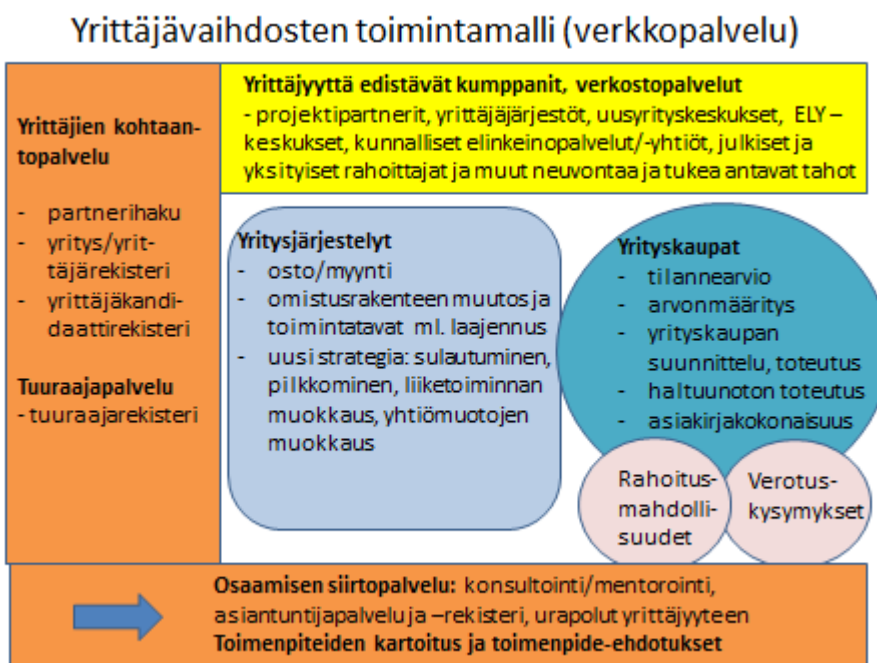 Yrittäjävaihdosten toimintamalli (verkkopalvelu)
Yrittäjien kohtaan-
topalvelu
- partnerihaku
- yritys/yrit-
täjärekisteri
- yrittäjäkandi-
daattirekisteri
Tuuraajapalvelu
- tuuraajarekisteri
Yrittäjyyttä edistävät kumppanit, verkostopalvelut
- projektipartnerit, yrittäjäjärjestöt, uusyrityskeskukset, ELY –
keskukset, kunnalliset elinkeinopalvelut/-yhtiöt, julkiset ja
yksityiset rahoittajat ja muut neuvontaa ja tukea antavat tahot
Yritysjärjestelyt
- osto/myynti
- omistusrakenteen muutos ja
toimintatavat ml. laajennus
- uusi strategia: sulautuminen,
pilkkominen, liiketoiminnan
muokkaus, yhtiömuotojen
muokkaus
Yrityskaupat
- tilannearvio
- arvonmääritys
- yrityskaupan
suunnittelu, toteutus
- haltuunoton toteutus
- asiakirjakokonaisuus
Rahoitus-
mahdolli-
suudet
Verotus-
kysymykset
Osaamisen siirtopalvelu: konsultointi/mentorointi,
asiantuntijapalvelu ja –rekisteri, urapolut yrittäjyyteen
Toimenpiteiden kartoitus ja toimenpide-ehdotukset